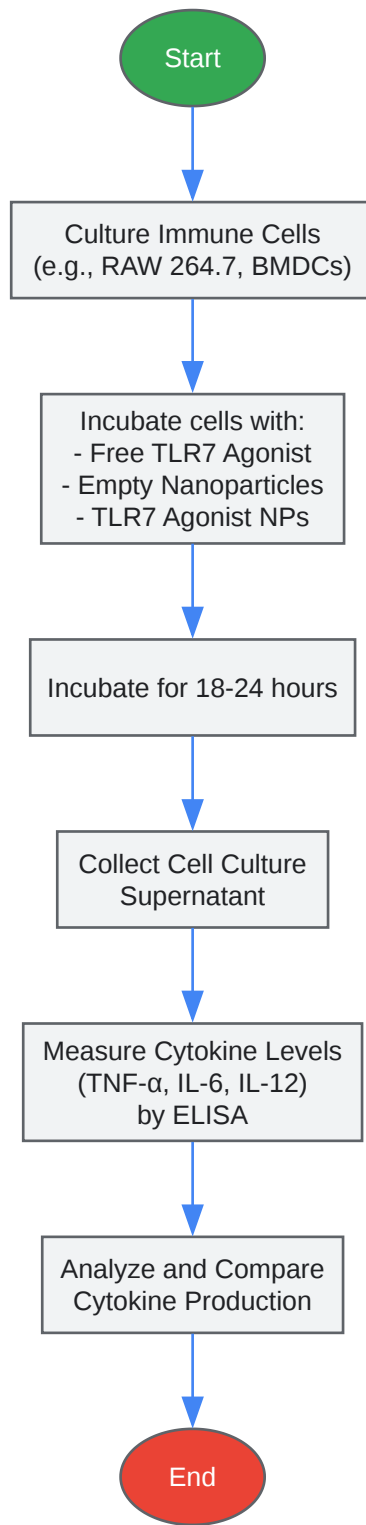 Start
Culture Immune Cells
(e.g., RAW 264.7, BMDCs)
Incubate cells with:
- Free TLR7 Agonist
- Empty Nanoparticles
- TLR7 Agonist NPs
Incubate for 18-24 hours
Collect Cell Culture
Supernatant
Measure Cytokine Levels
(TNF-α, IL-6, IL-12)
by ELISA
Analyze and Compare
Cytokine Production
End